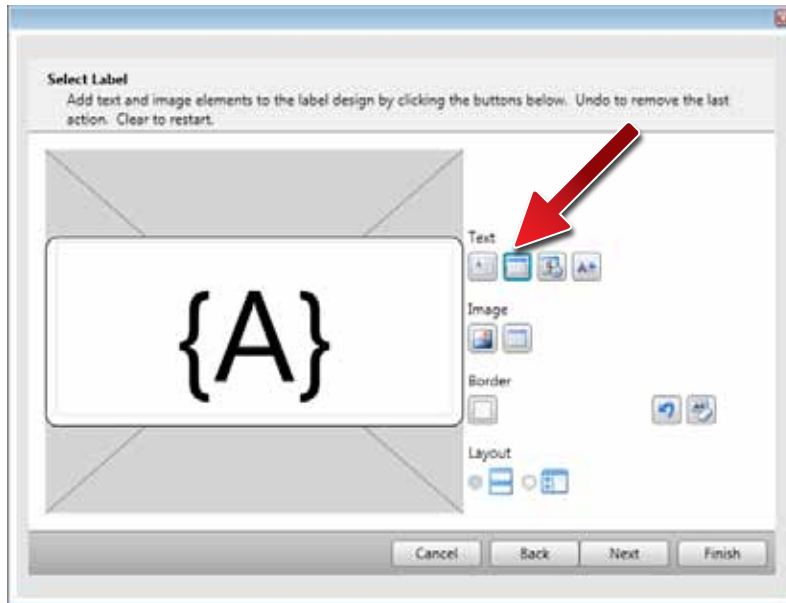 Select Label
Add text and image elements to the label design by clicking the buttons below. Undo to remove the last
action. Clear to restart.
{A}
Text
Image
Border
Layout
Cancel
Back
Next
Finish